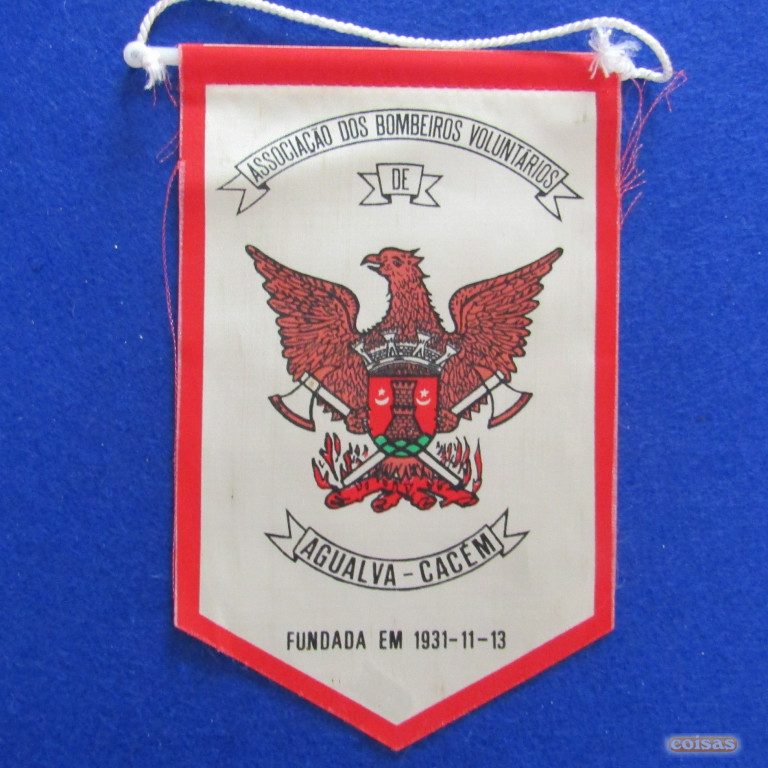 ASSOCIAÇÃO DOS BOMBEIROS VOLUNTÁRIOS
DE
AGUALVA - CACÉM
FUNDADA EM 1931-11-13
coisas